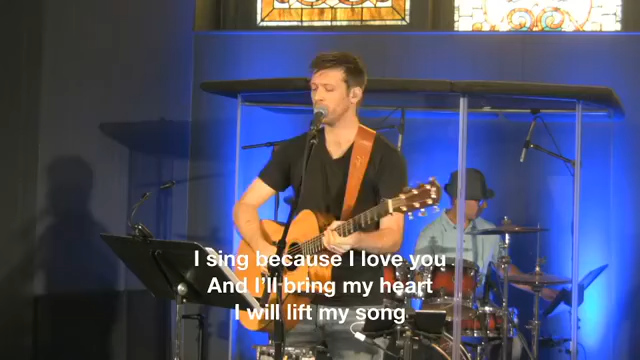 I sing because I love you
And I'll bring my heart
I will lift my song